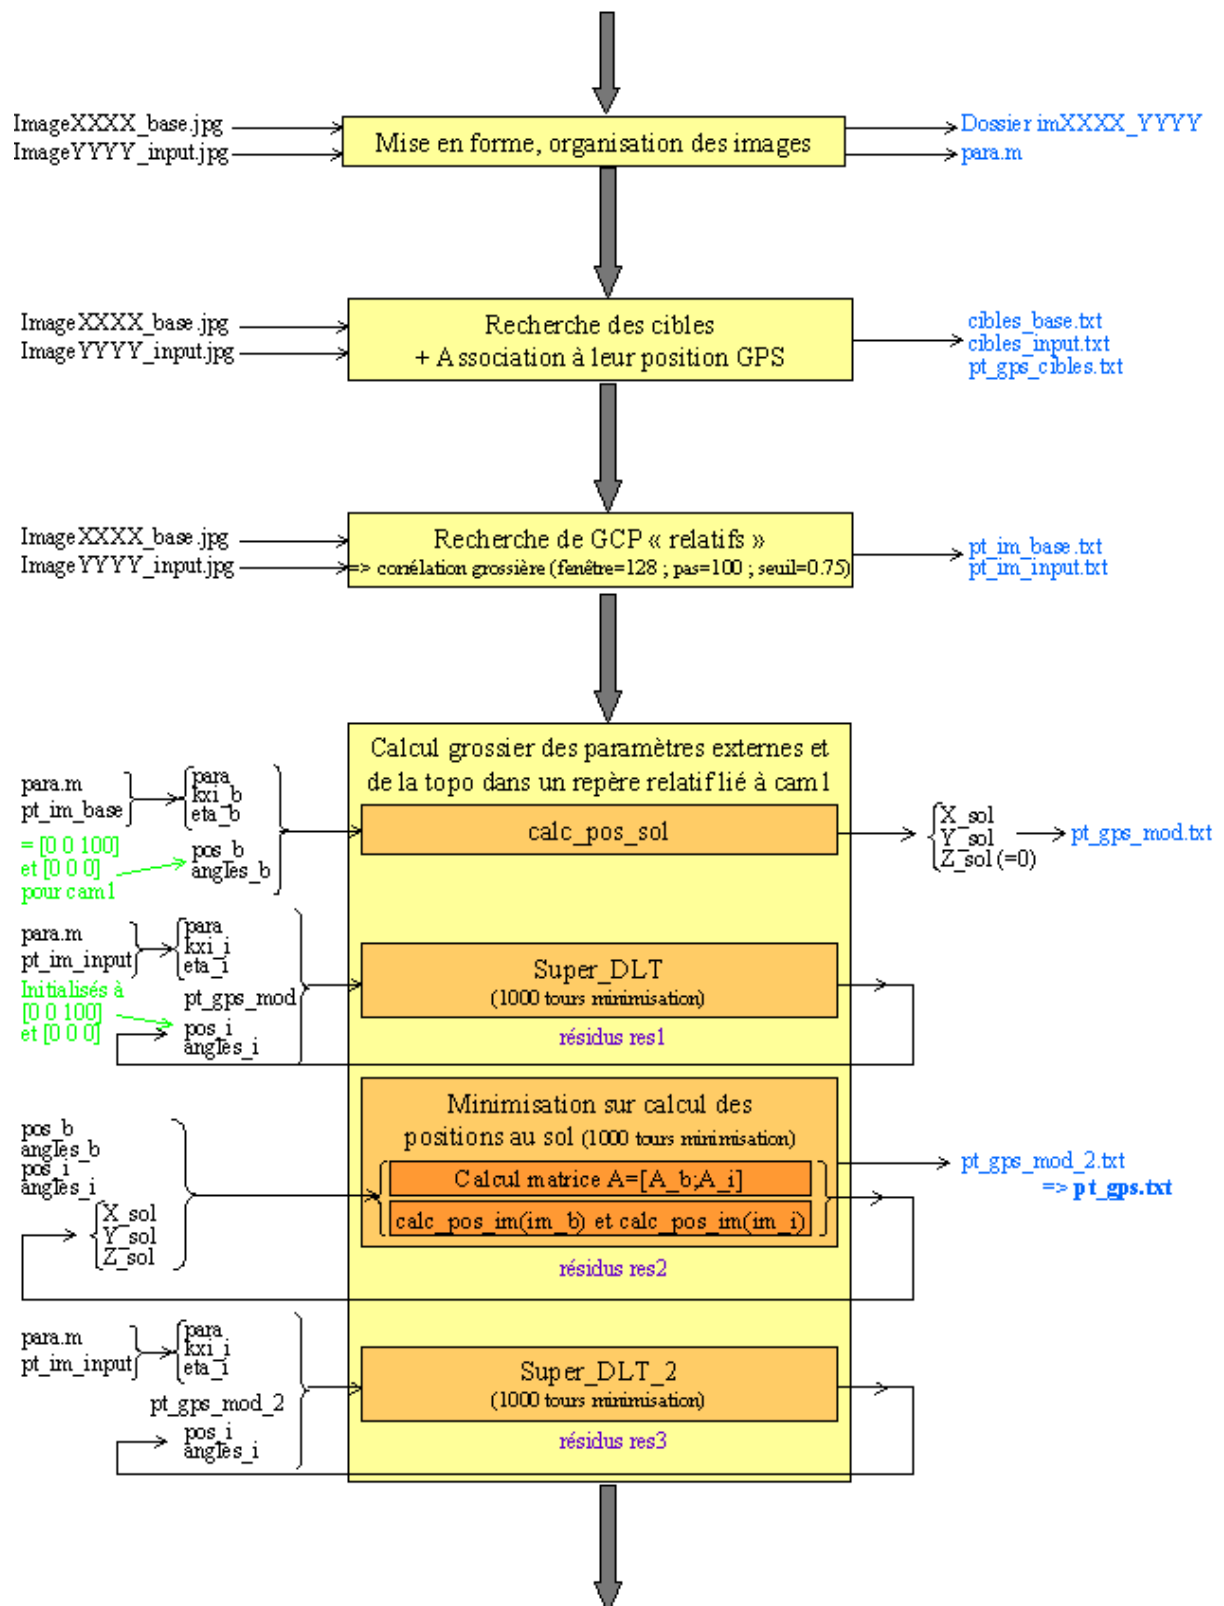 ImageXXXX_base.jpg
ImageYYYY_input.jpg
Mise en forme, organisation des images
Dossier imXXXX_YYYY
para.m
ImageXXXX_base.jpg
ImageYYYY_input.jpg
Recherche des cibles
+ Association à leur position GPS
cibles_base.txt
cibles_input.txt
pt_gps_cibles.txt
ImageXXXX_base.jpg
ImageYYYY_input.jpg
Recherche de GCP « relatifs »
=> corrélation grossière (fenêtre=128 ; pas=100 ; seuil=0.75)
pt_im_base.txt
pt_im_input.txt
Calcul grossier des paramètres externes et
de la topo dans un repère relatif lié à cam1
para.m
pt_im_base
para
kxi_b
eta_b
= [0 0 100]
et [0 0 0]
pour cam1
pos_b
angles_b
calc_pos_sol
X_sol
Y_sol
Z_sol (=0)
pt_gps_mod.txt
para.m
pt_im_input
para
kxi_i
eta_i
Initialisés à
[0 0 100]
et [0 0 0]
pt_gps_mod
pos_i
angles_i
Super_DLT
(1000 tours minimisation)
résidus res1
pos_b
angles_b
pos_i
angles_i
X_sol
Y_sol
Z_sol
Minimisation sur calcul des
positions au sol (1000 tours minimisation)
Calcul matrice A=[A_b;A_i]
calc_pos_im(im_b) et calc_pos_im(im_i)
résidus res2
pt_gps_mod_2.txt
=> pt_gps.txt
para.m
pt_im_input
para
kxi_i
eta_i
pt_gps_mod_2
pos_i
angles_i
Super_DLT_2
(1000 tours minimisation)
résidus res3